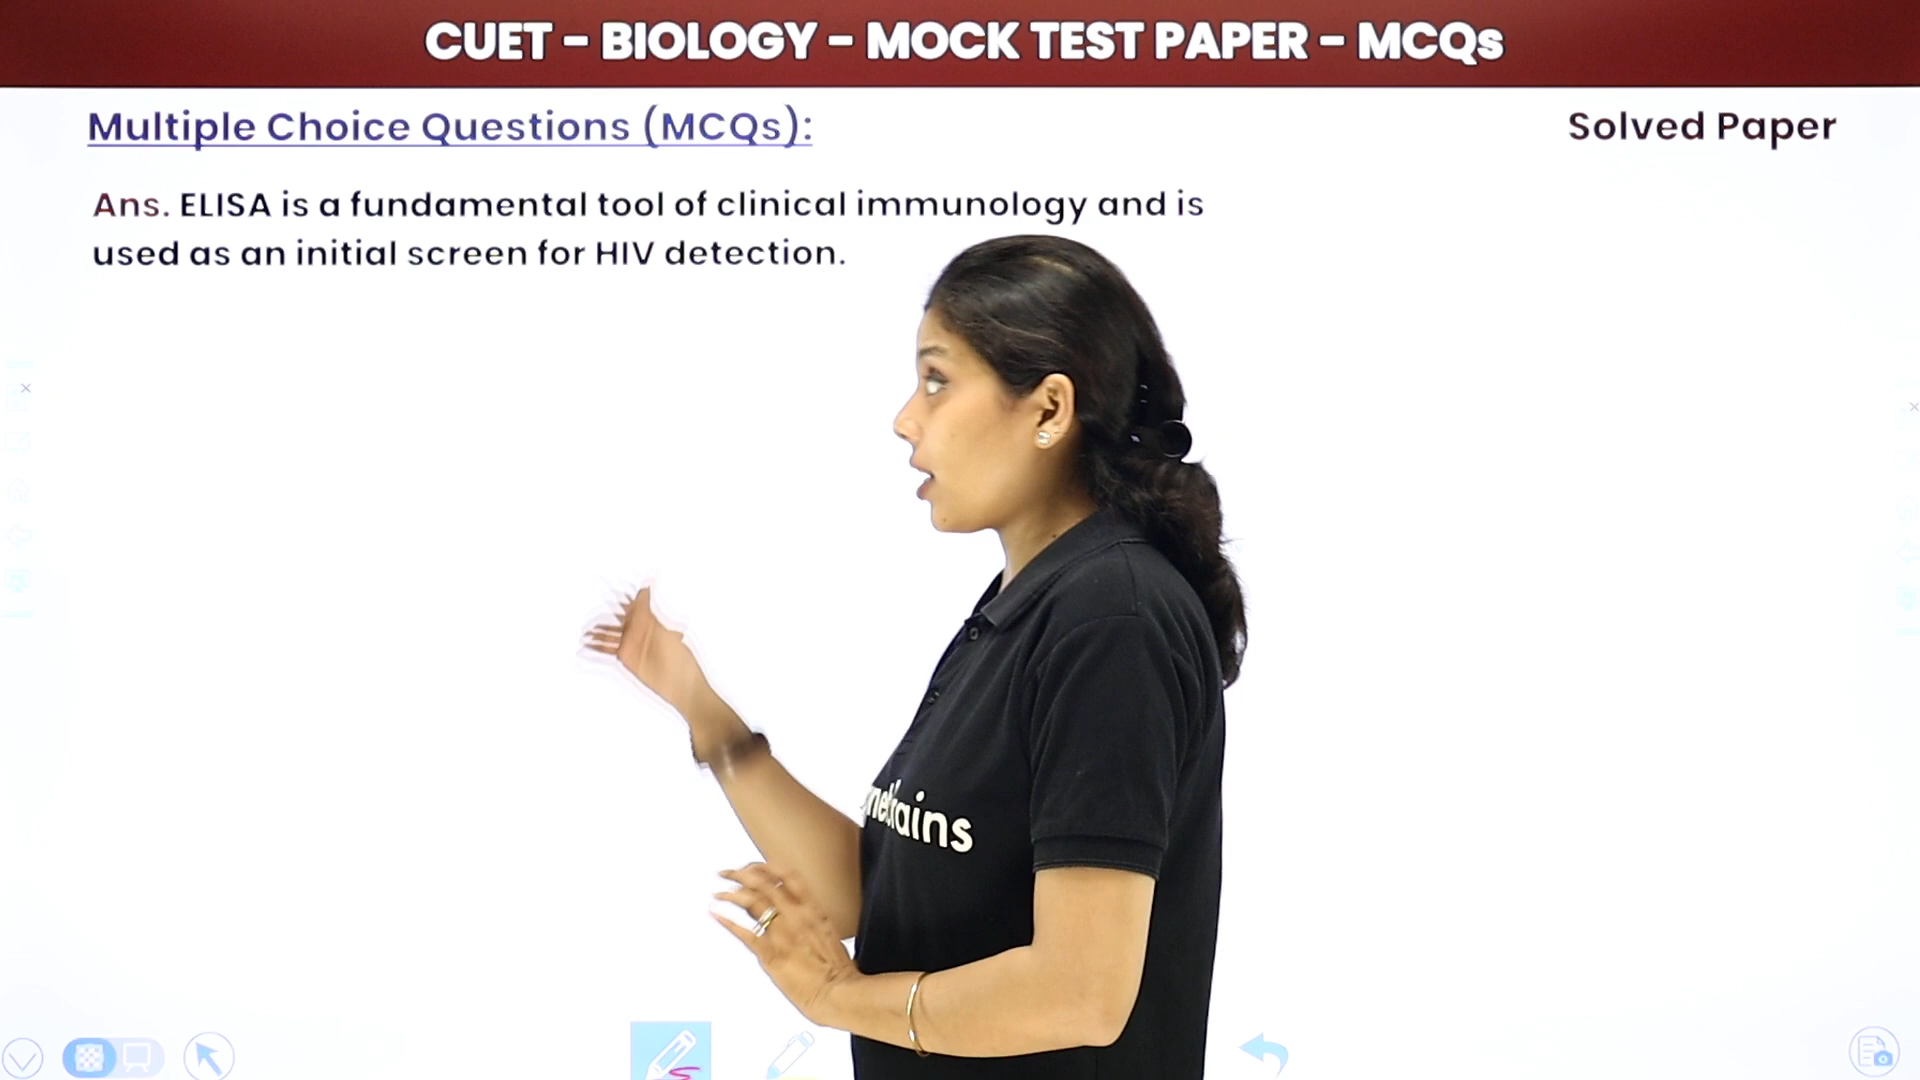 CUET - BIOLOGY - MOCK TEST PAPER - MCQs
Multiple Choice Questions (MCQs):
Solved Paper
Ans. ELISA is a fundamental tool of clinical immunology and is
used as an initial screen for HIV detection.